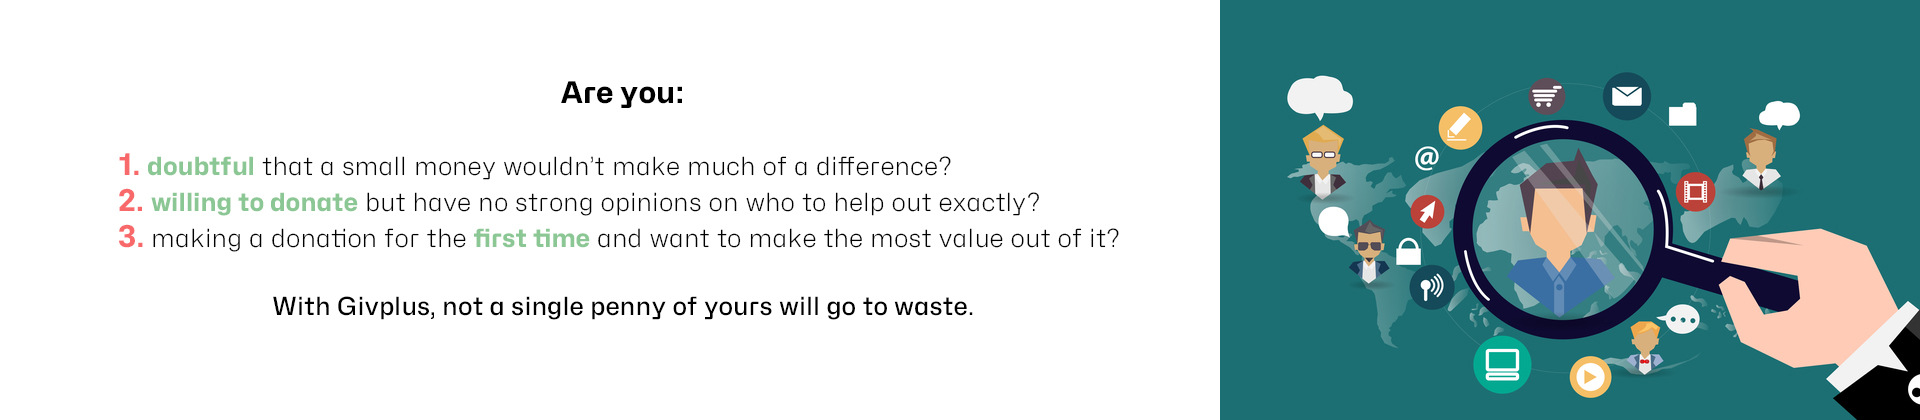 Are you:
1. doubtful that a small money wouldn’t make much of a difference?
2. willing to donate but have no strong opinions on who to help out exactly?
3. making a donation for the first time and want to make the most value out of it?
With Givplus, not a single penny of yours will go to waste.
@